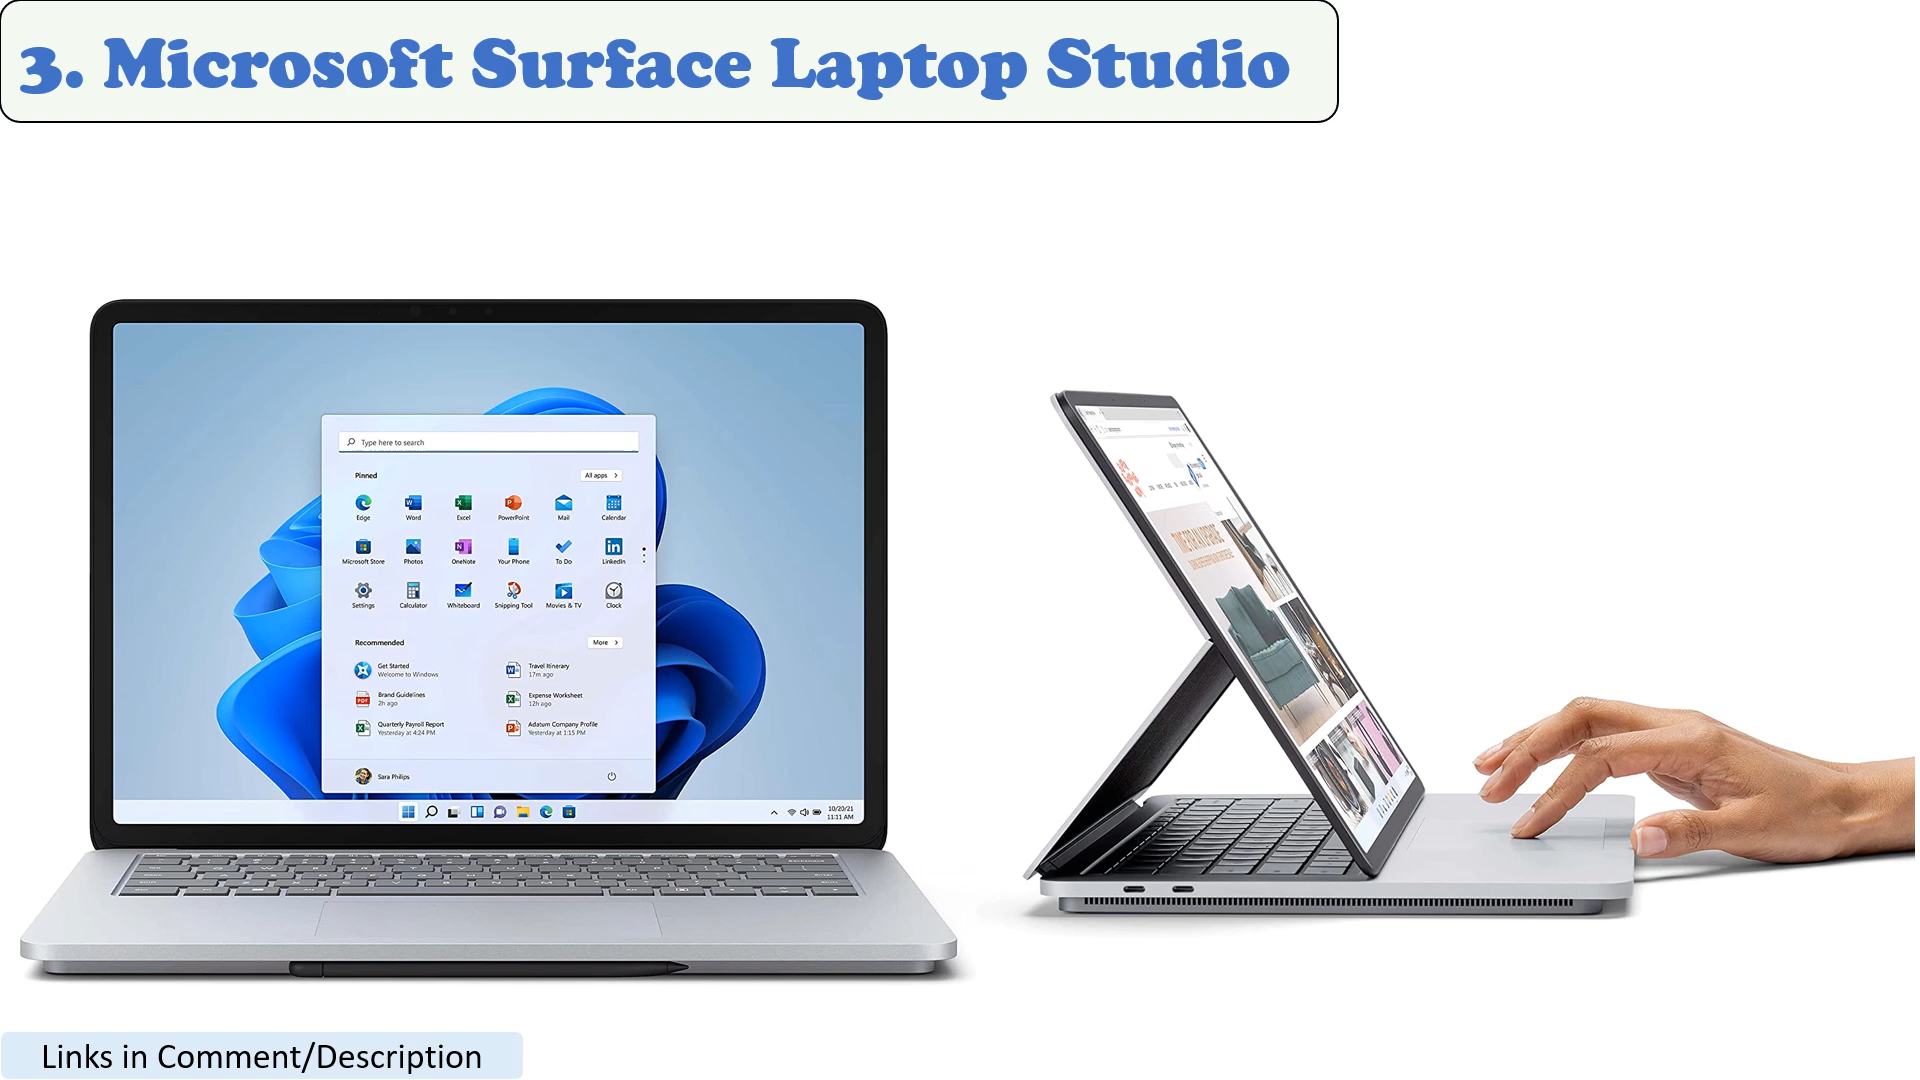 3. Microsoft Surface Laptop Studio
Type here to search
Pinned
All apps >
Edge Word Excel PowerPoint Mail Calendar
Microsoft Store Photos OneNote Your Phone To Do LinkedIn
Settings Calculator Whiteboard Snipping Tool Movies & TV Clock
Recommended
More >
Get Started
Welcome to Windows
Travel Itinerary
17m ago
Brand Guidelines
2h ago
Expense Worksheet
12h ago
Quarterly Payroll Report
Yesterday at 4:24 PM
Adatum Company Profile
Yesterday at 1:15 PM
Sara Philips
10/20/21
11:11 AM
Links in Comment/Description